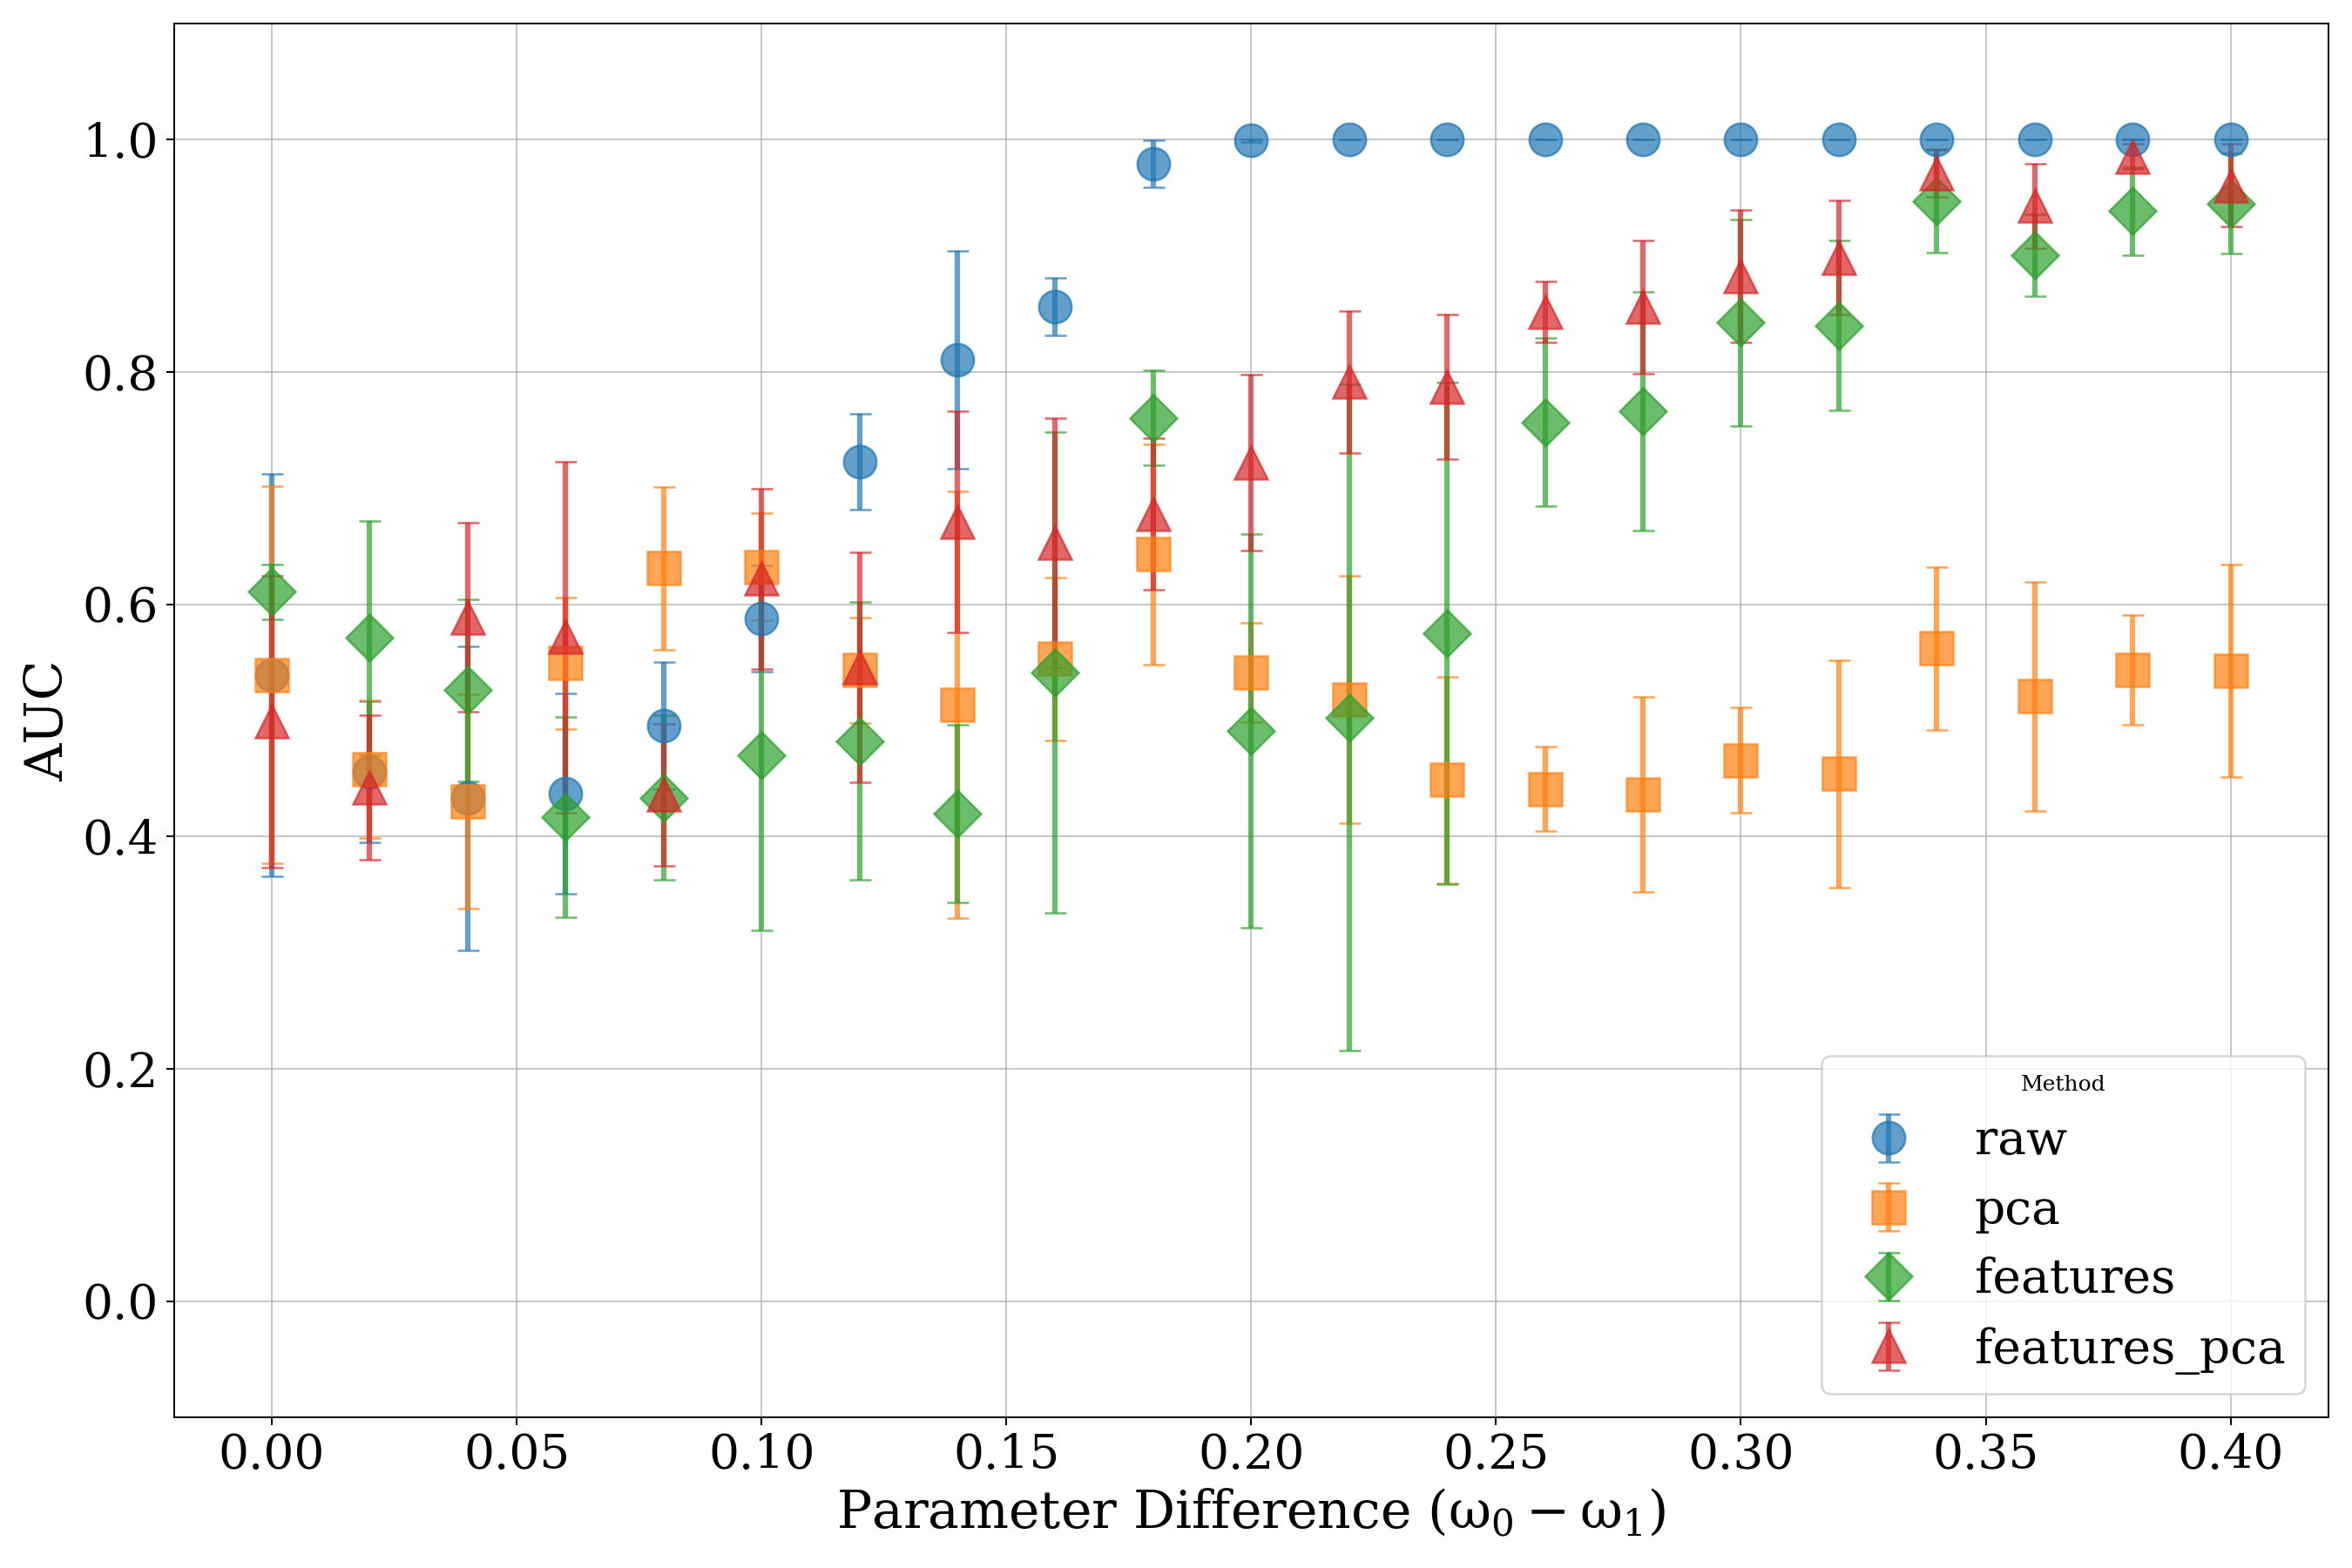 AUC
1.0
0.8
0.6
0.4
0.2
0.0
0.00 0.05 0.10 0.15 0.20 0.25 0.30 0.35 0.40
Parameter Difference (ω₀ − ω₁)
Method
raw
pca
features
features_pca